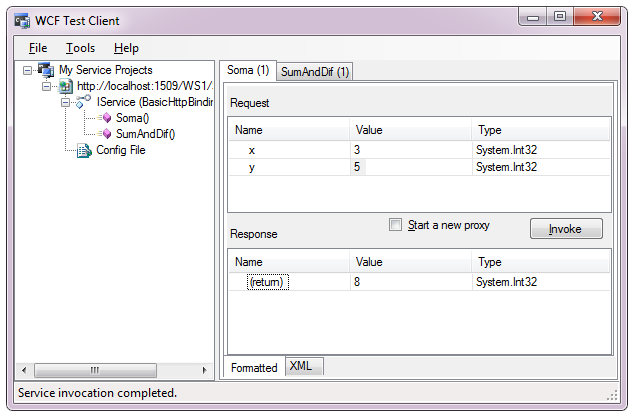 WCF Test Client
File Tools Help
My Service Projects
http://localhost:1509/WS1/
IService (BasicHttpBindin
Soma()
SumAndDif()
Config File
Soma (1) SumAndDif (1)
Request
Name Value Type
x 3 System.Int32
y 5 System.Int32
Start a new proxy Invoke
Response
Name Value Type
(return) 8 System.Int32
Formatted XML
Service invocation completed.